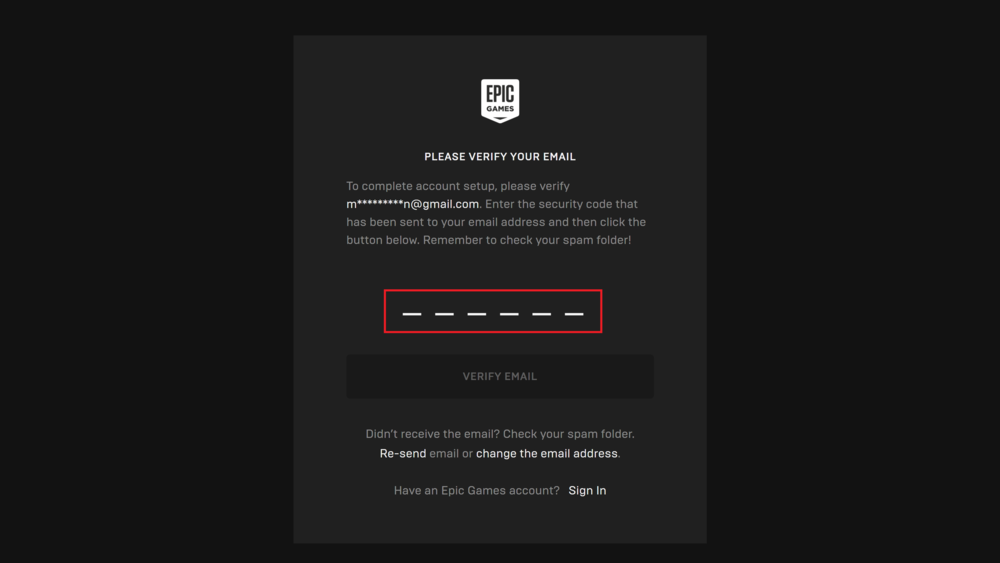 EPIC
GAMES
PLEASE VERIFY YOUR EMAIL
To complete account setup, please verify
m*********n@gmail.com. Enter the security code that
has been sent to your email address and then click the
button below. Remember to check your spam folder!
VERIFY EMAIL
Didn't receive the email? Check your spam folder.
Re-send email or change the email address.
Have an Epic Games account? Sign In